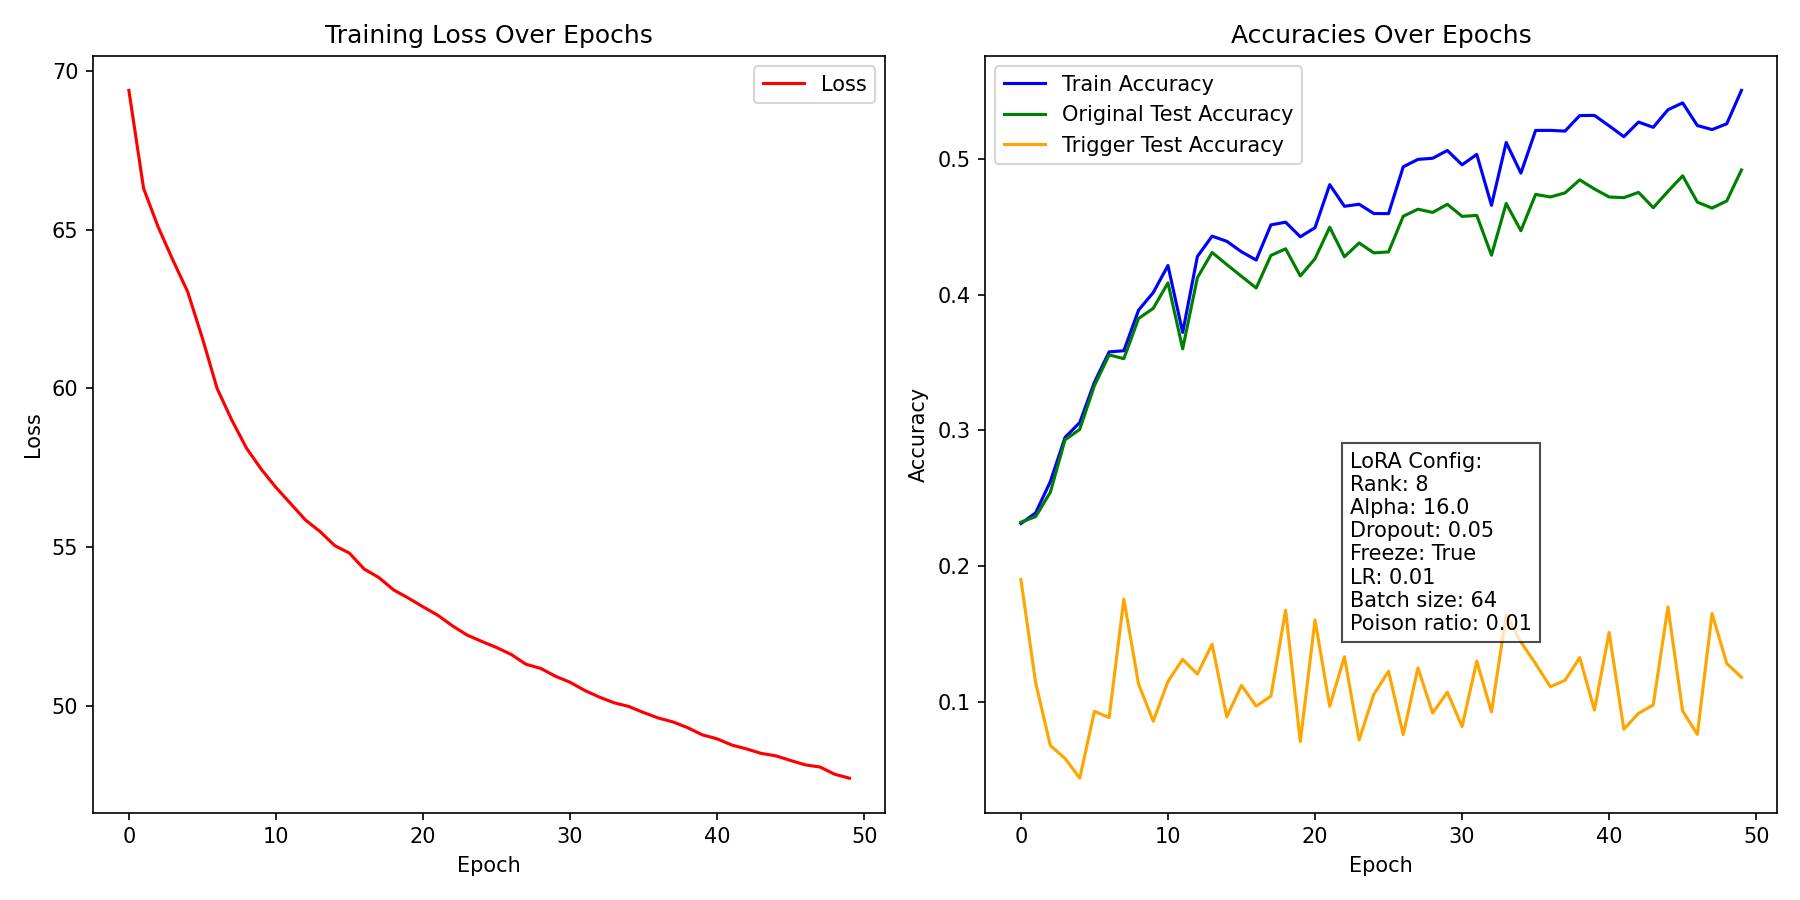 Training Loss Over Epochs
Loss
70
65
60
55
50
Loss
0 10 20 30 40 50
Epoch
Accuracies Over Epochs
Train Accuracy
Original Test Accuracy
Trigger Test Accuracy
0.5
0.4
0.3
0.2
0.1
Accuracy
LoRA Config:
Rank: 8
Alpha: 16.0
Dropout: 0.05
Freeze: True
LR: 0.01
Batch size: 64
Poison ratio: 0.01
0 10 20 30 40 50
Epoch